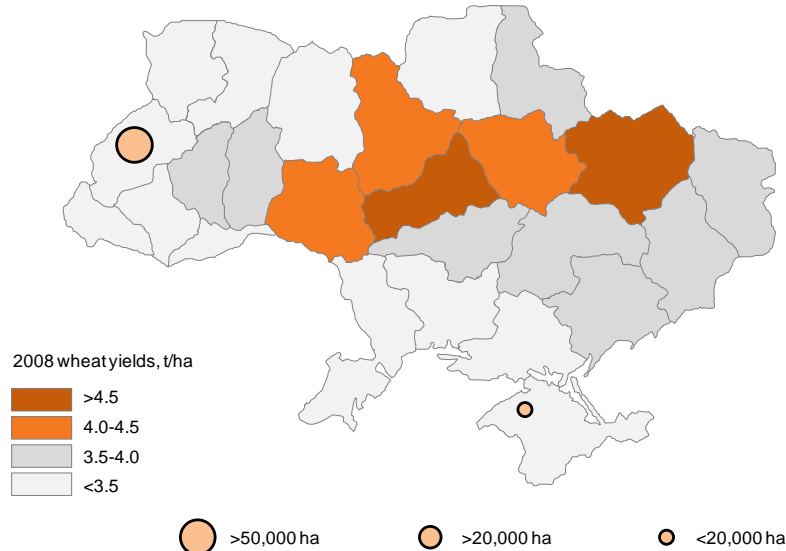 2008 wheat yields, t/ha
>4.5
4.0-4.5
3.5-4.0
<3.5
>50,000 ha >20,000 ha <20,000 ha